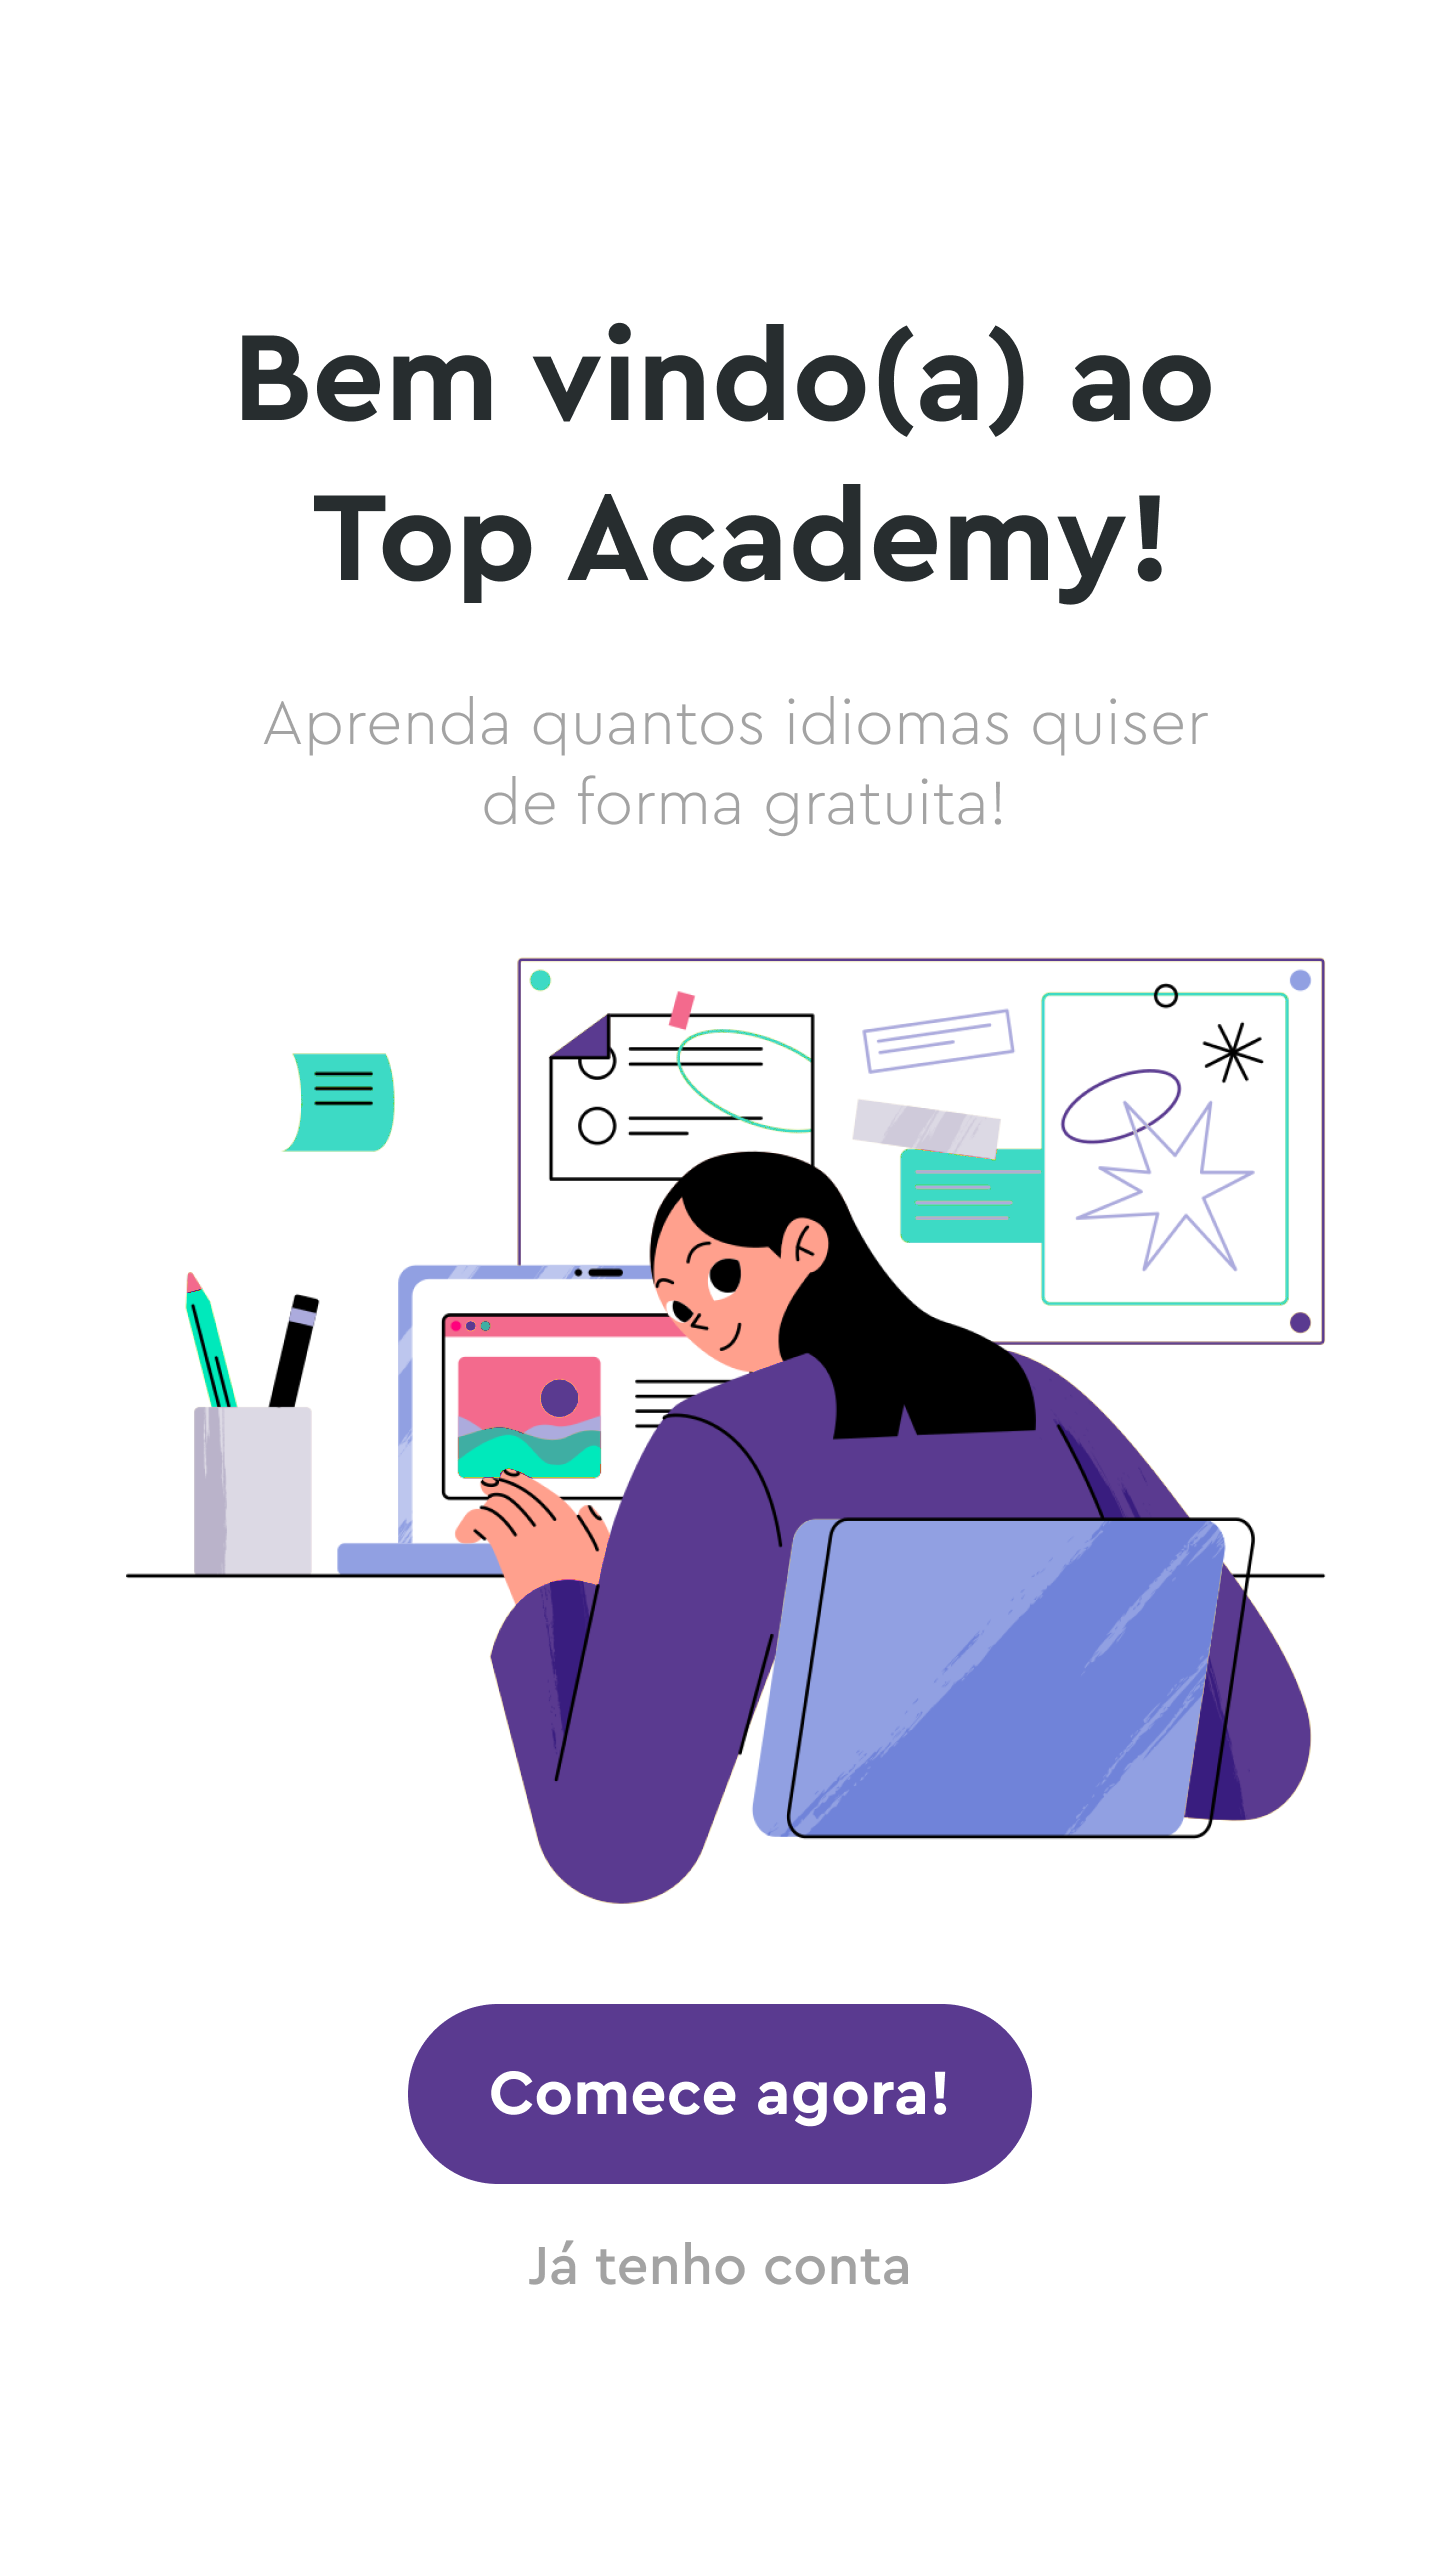 Bem vindo(a) ao
Top Academy!
Aprenda quantos idiomas quiser
de forma gratuita!
Comece agora!
Já tenho conta